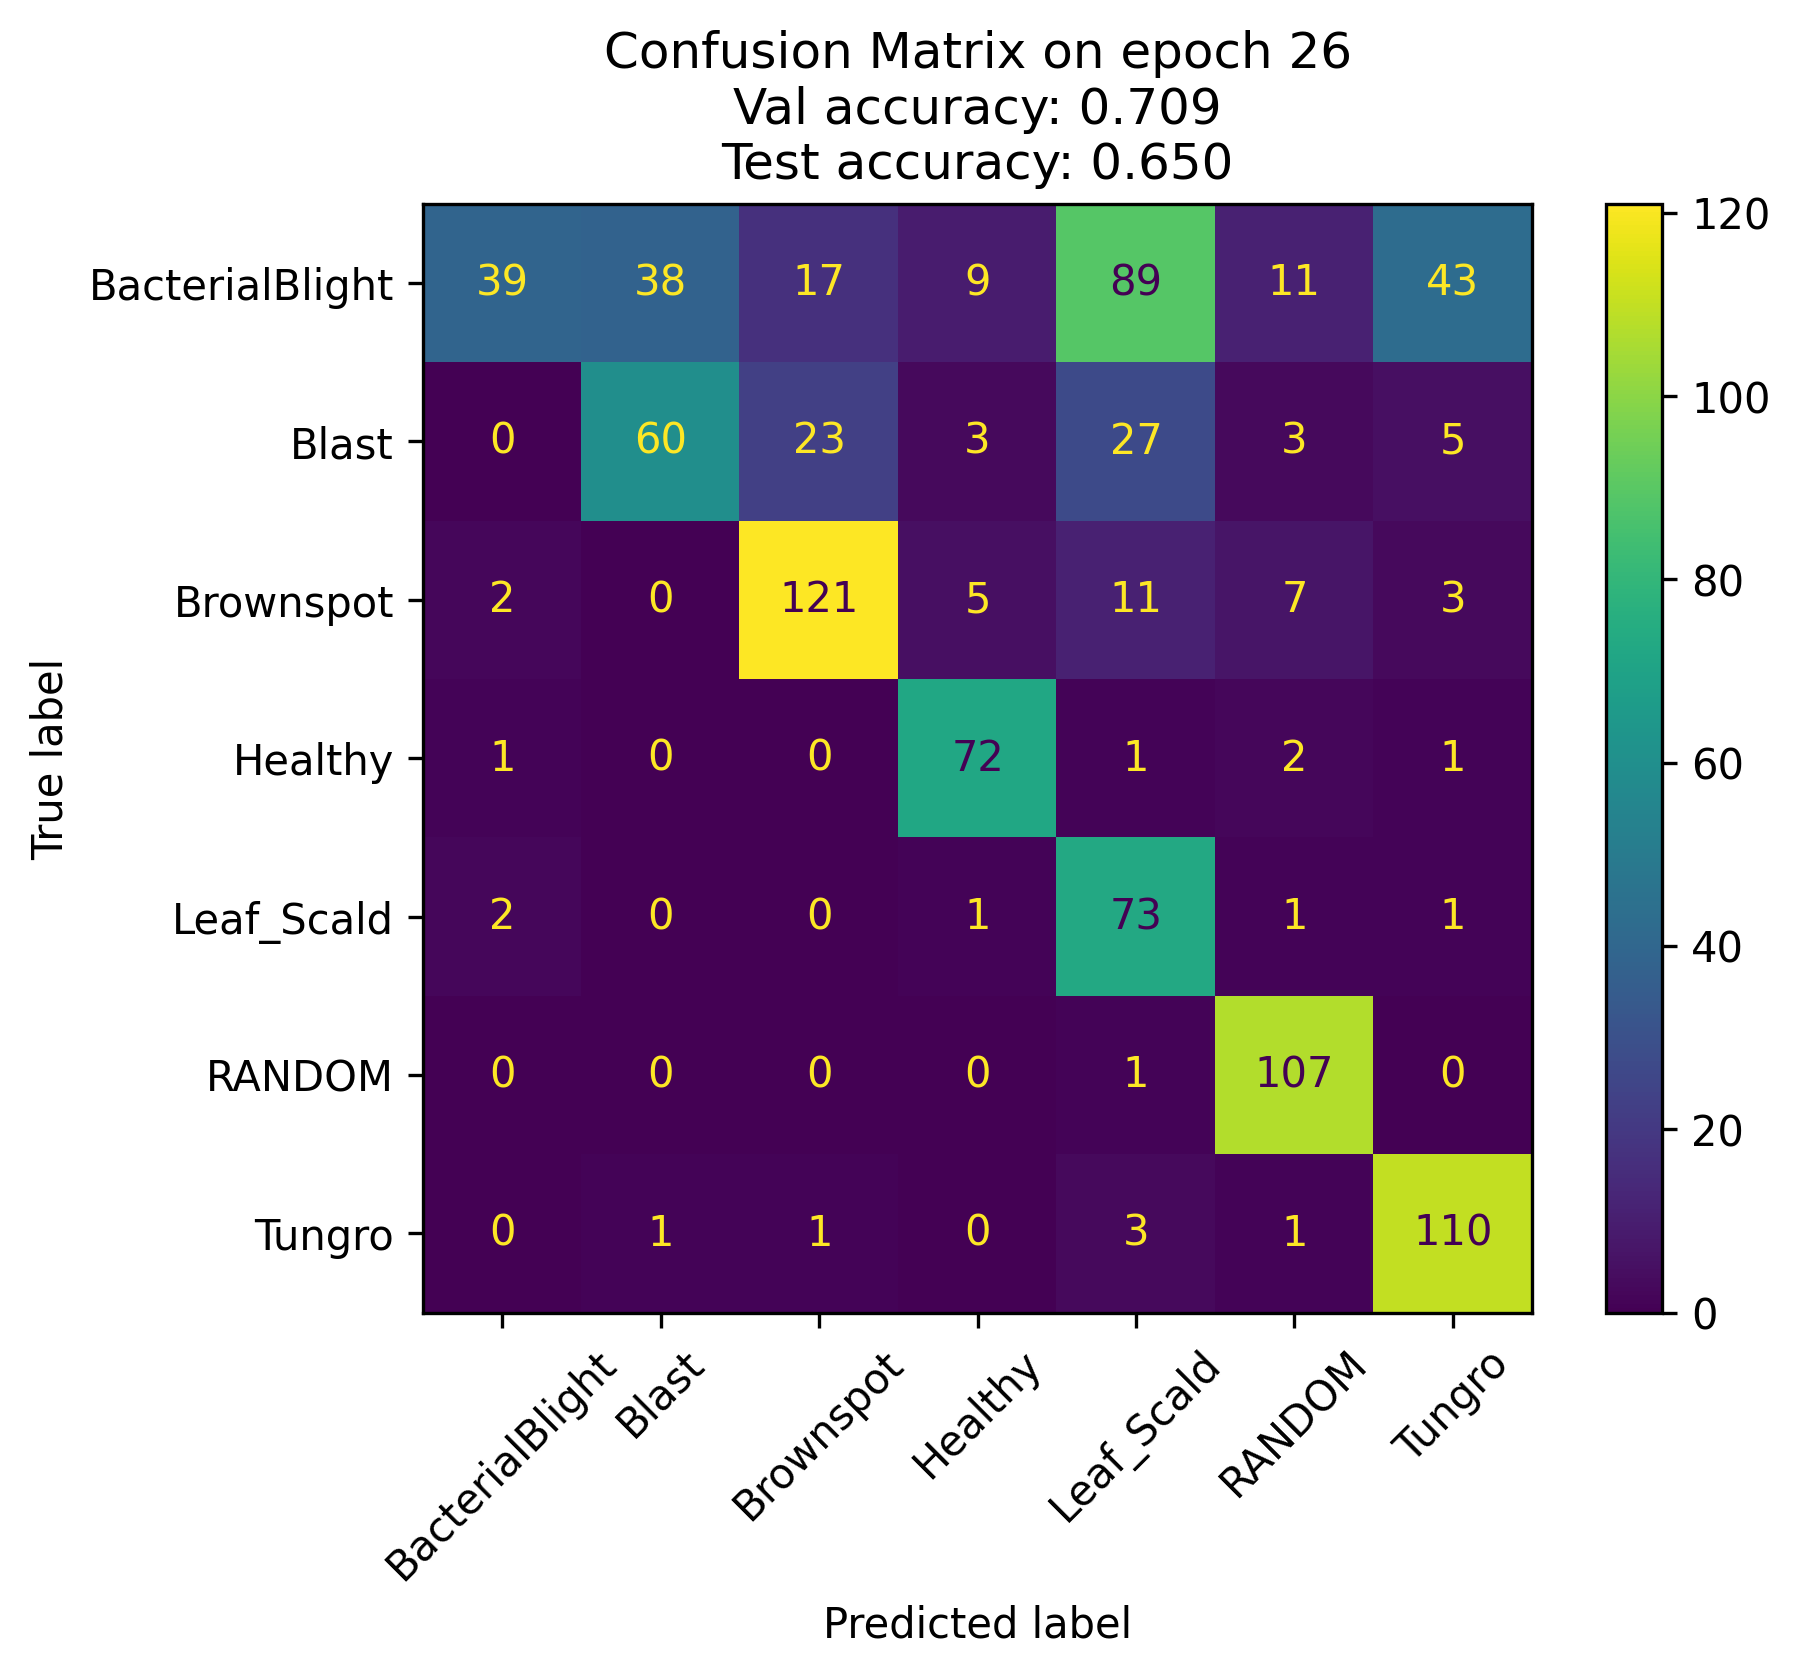 Confusion Matrix on epoch 26
Val accuracy: 0.709
Test accuracy: 0.650
True label
BacterialBlight 39 38 17 9 89 11 43
Blast 0 60 23 3 27 3 5
Brownspot 2 0 121 5 11 7 3
Healthy 1 0 0 72 1 2 1
Leaf_Scald 2 0 0 1 73 1 1
RANDOM 0 0 0 0 1 107 0
Tungro 0 1 1 0 3 1 110
BacterialBlight
Blast
Brownspot
Healthy
Leaf_Scald
RANDOM
Tungro
Predicted label
120
100
80
60
40
20
0